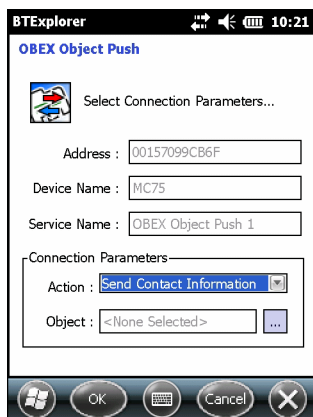 BTExplorer 10:21
OBEX Object Push
Select Connection Parameters...
Address : 00157099CB6F
Device Name : MC75
Service Name : OBEX Object Push 1
Connection Parameters
Action : Send Contact Information
Object : <None Selected> ...
OK Cancel